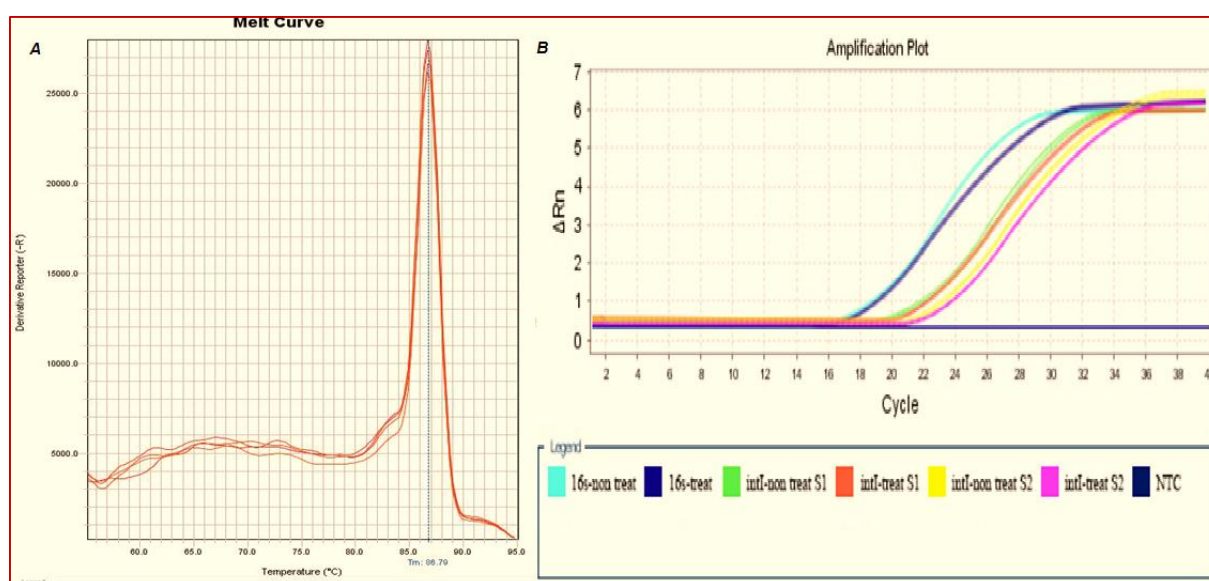 Melt Curve
A
25000.0
20000.0
15000.0
10000.0
5000.0
Derivative Reporter (-R)
60.0 65.0 70.0 75.0 80.0 85.0 90.0 95.0
Tm: 86.79
Temperature (°C)
B
Amplification Plot
7
6
5
4
3
2
1
0
Δ Rn
2 4 6 8 10 12 14 16 18 20 22 24 26 28 30 32 34 36 38 4
Cycle
Legend
16s-non treat 16s-treat intI-non treat S1 intI-treat S1 intI-non treat S2 intI-treat S2 NTC